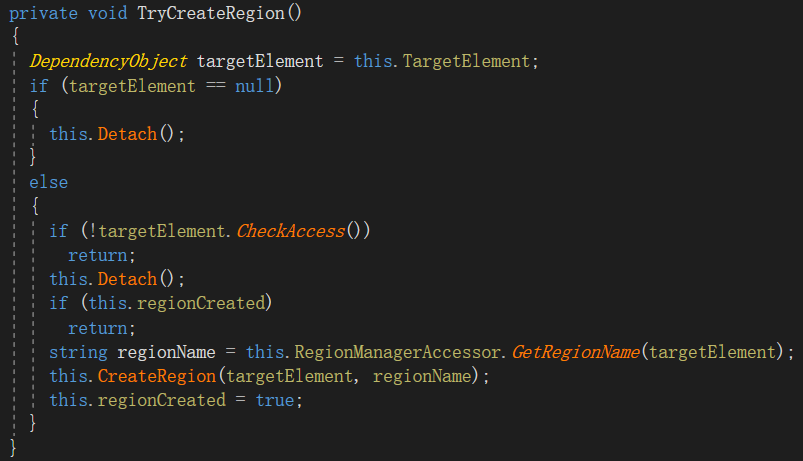 private void TryCreateRegion()
{
  DependencyObject targetElement = this.TargetElement;
  if (targetElement == null)
  {
    this.Detach();
  }
  else
  {
    if (!targetElement.CheckAccess())
      return;
    this.Detach();
    if (this.regionCreated)
      return;
    string regionName = this.RegionManagerAccessor.GetRegionName(targetElement);
    this.CreateRegion(targetElement, regionName);
    this.regionCreated = true;
  }
}